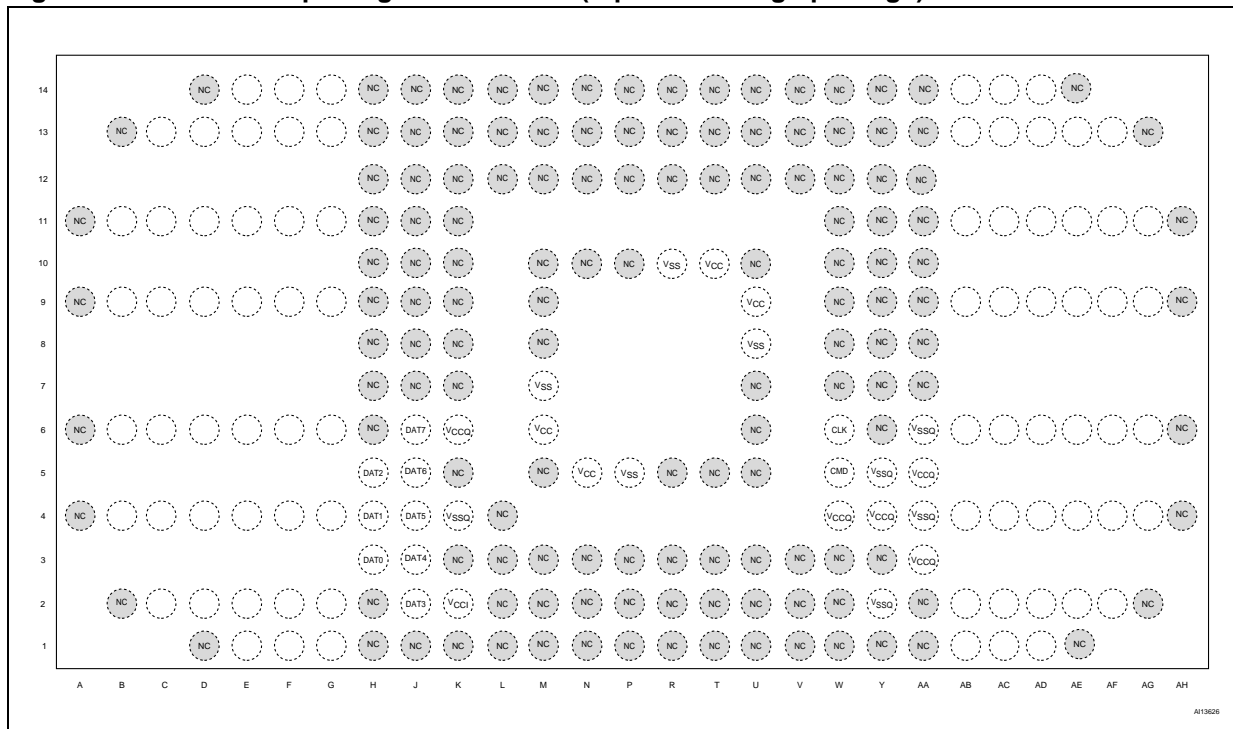 14 NC NC NC NC NC NC NC NC NC NC NC NC NC NC NC NC
13 NC NC NC NC NC NC NC NC NC NC NC NC NC NC NC NC
12 NC NC NC NC NC NC NC NC NC NC NC NC NC NC
11 NC NC NC NC NC NC NC NC
10 NC NC NC NC NC NC VSS VCC NC NC NC NC
9 NC NC NC NC NC VCC NC NC NC NC
8 NC NC NC NC VSS NC NC NC
7 NC NC NC VSS NC NC NC NC
6 NC NC DAT7 VCCQ VCC NC CLK NC VSSQ NC
5 DAT2 DAT6 NC NC VCC VSS NC NC NC CMD VSSQ VCCQ
4 NC DAT1 DAT5 VSSQ NC VCCQ VCCQ VSSQ NC
3 DAT0 DAT4 NC NC NC NC NC NC NC NC NC NC NC VCCQ
2 NC NC DAT3 VCCI NC NC NC NC NC NC NC NC NC VSSQ NC NC
1 NC NC NC NC NC NC NC NC NC NC NC NC NC NC NC NC
A B C D E F G H J K L M N P R T U V W Y AA AB AC AD AE AF AG AH
AI13626